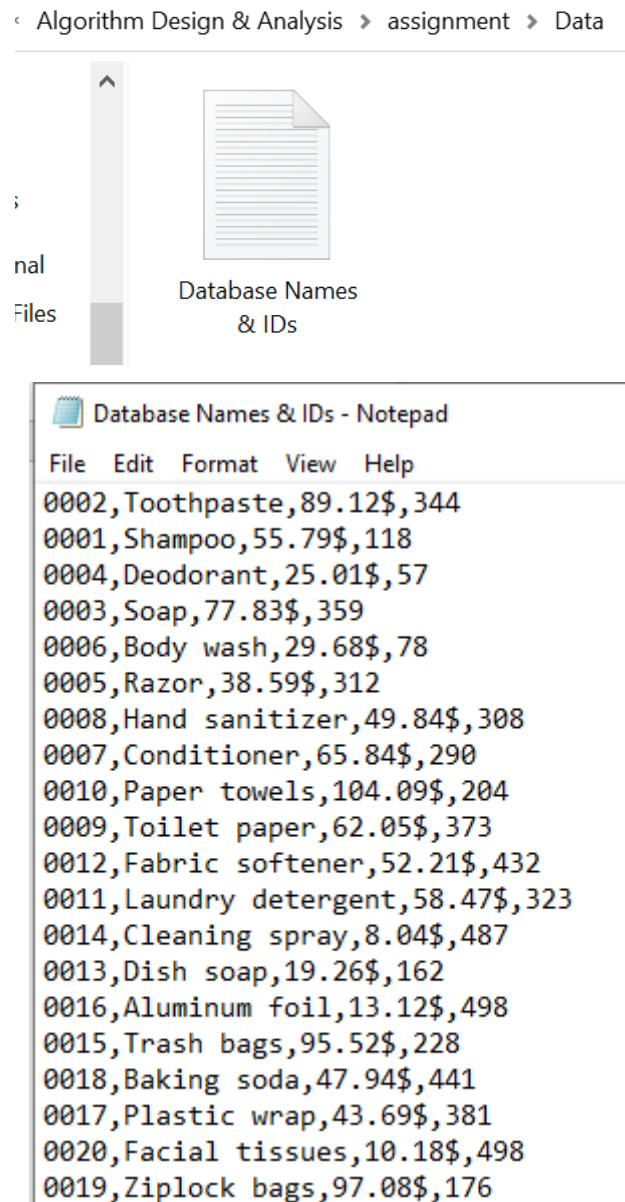 Algorithm Design & Analysis > assignment > Data
nal
Files
Database Names
& IDs
Database Names & IDs - Notepad
File Edit Format View Help
0002,Toothpaste,89.12$,344
0001,Shampoo,55.79$,118
0004,Deodorant,25.01$,57
0003,Soap,77.83$,359
0006,Body wash,29.68$,78
0005,Razor,38.59$,312
0008,Hand sanitizer,49.84$,308
0007,Conditioner,65.84$,290
0010,Paper towels,104.09$,204
0009,Toilet paper,62.05$,373
0012,Fabric softener,52.21$,432
0011,Laundry detergent,58.47$,323
0014,Cleaning spray,8.04$,487
0013,Dish soap,19.26$,162
0016,Aluminum foil,13.12$,498
0015,Trash bags,95.52$,228
0018,Baking soda,47.94$,441
0017,Plastic wrap,43.69$,381
0020,Facial tissues,10.18$,498
0019,Ziplock bags,97.08$,176